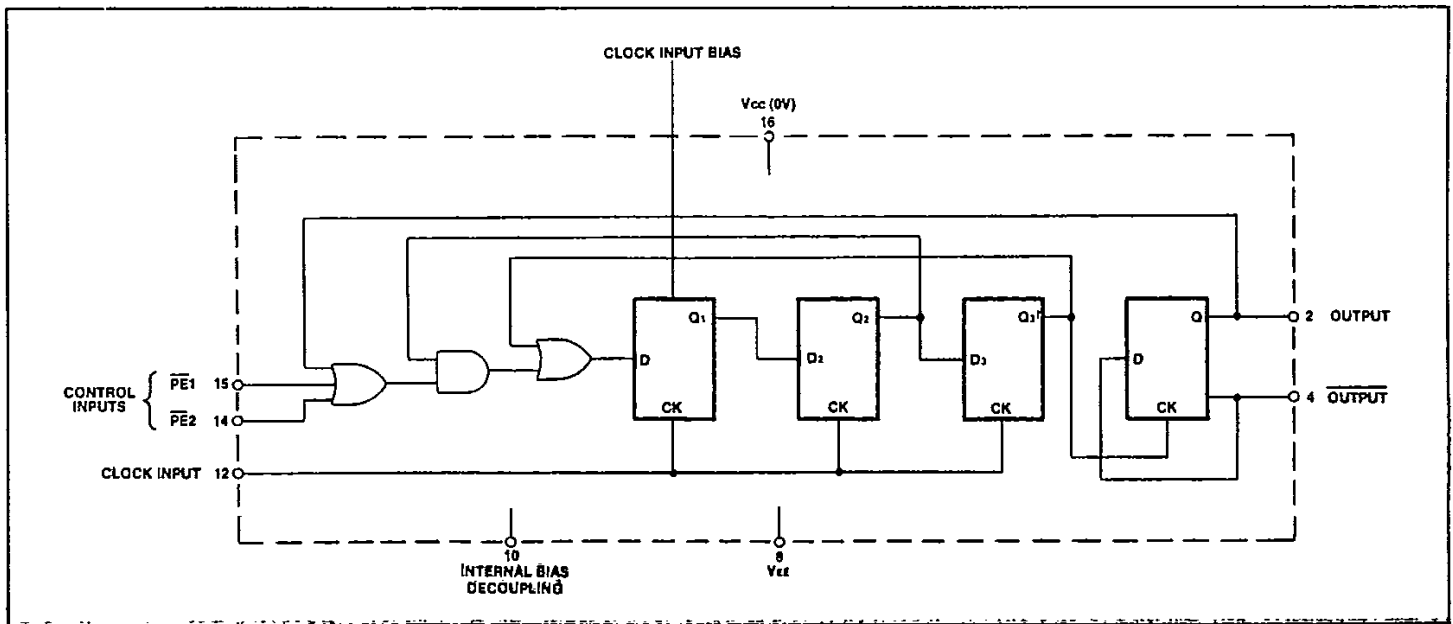 CLOCK INPUT BIAS
Vcc (0V)
16
Q1
Q2
Q3
Q
2 OUTPUT
D
D2
D3
D
CONTROL INPUTS
PE1 15
PE2 14
CK
CK
CK
CK
4 OUTPUT
CLOCK INPUT 12
10
INTERNAL BIAS
DECOUPLING
8
VEE